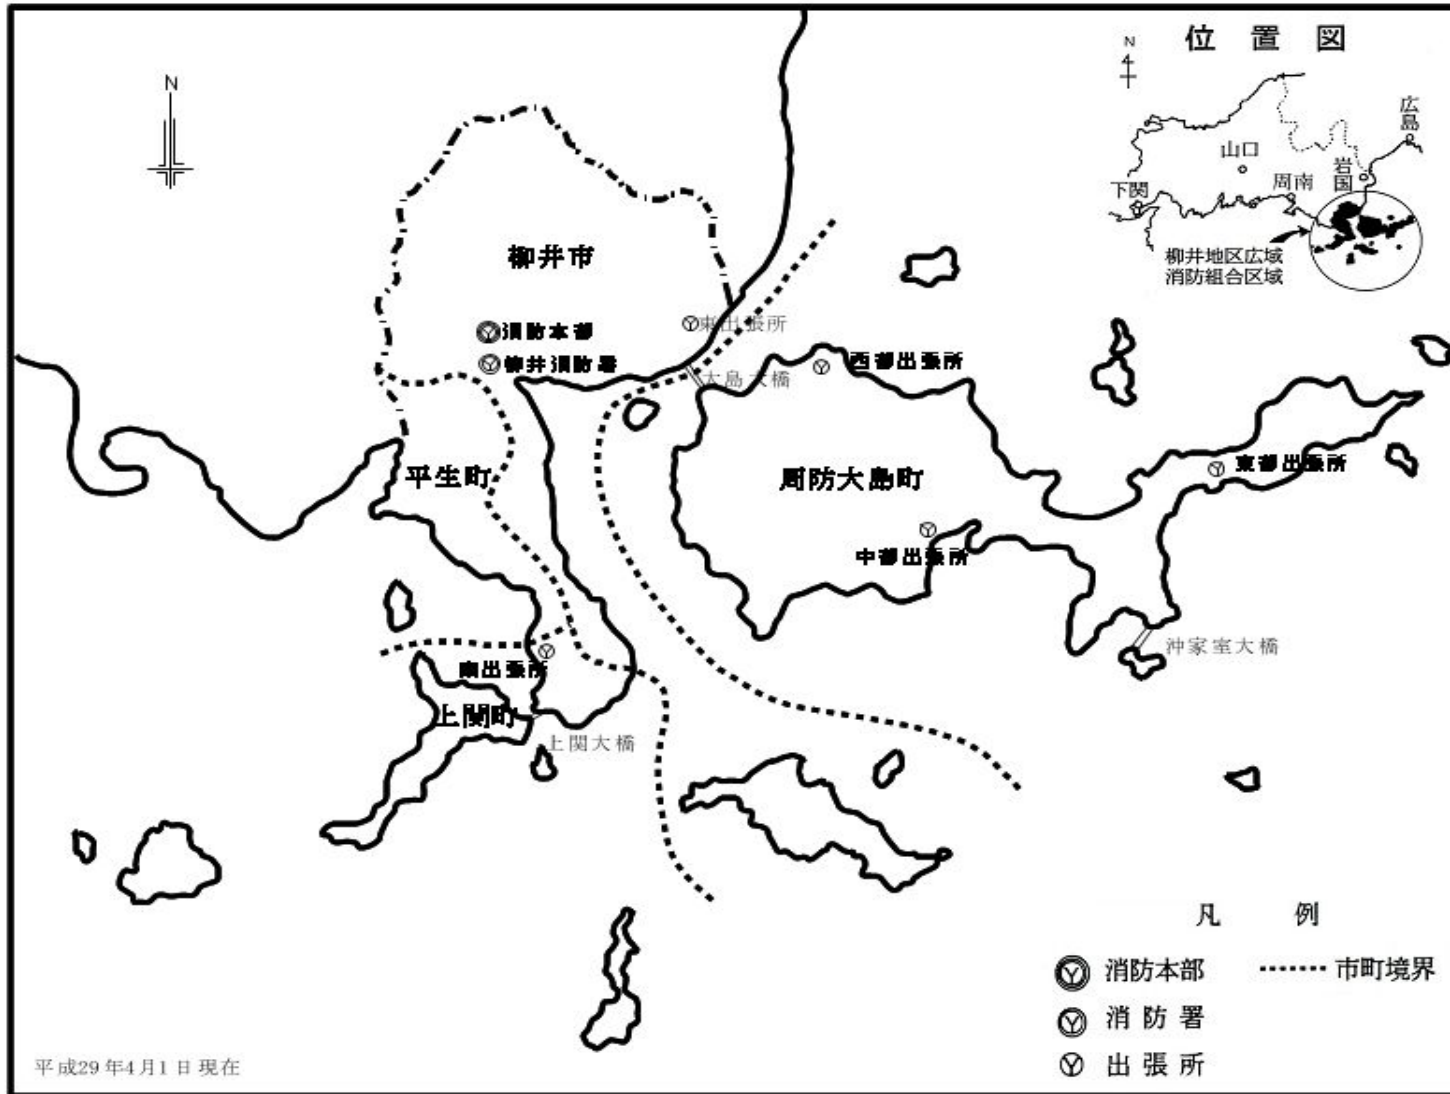 位置図
N
N
広島
山口
岩国
周南
下関
柳井地区広域
消防組合区域
柳井市
消防本部
東出張所
柳井消防署
大島大橋
西部出張所
平生町
周防大島町
東部出張所
中部出張所
沖家室大橋
南出張所
上関町
上関大橋
凡例
消防本部
市町境界
消防署
出張所
平成29年4月1日現在